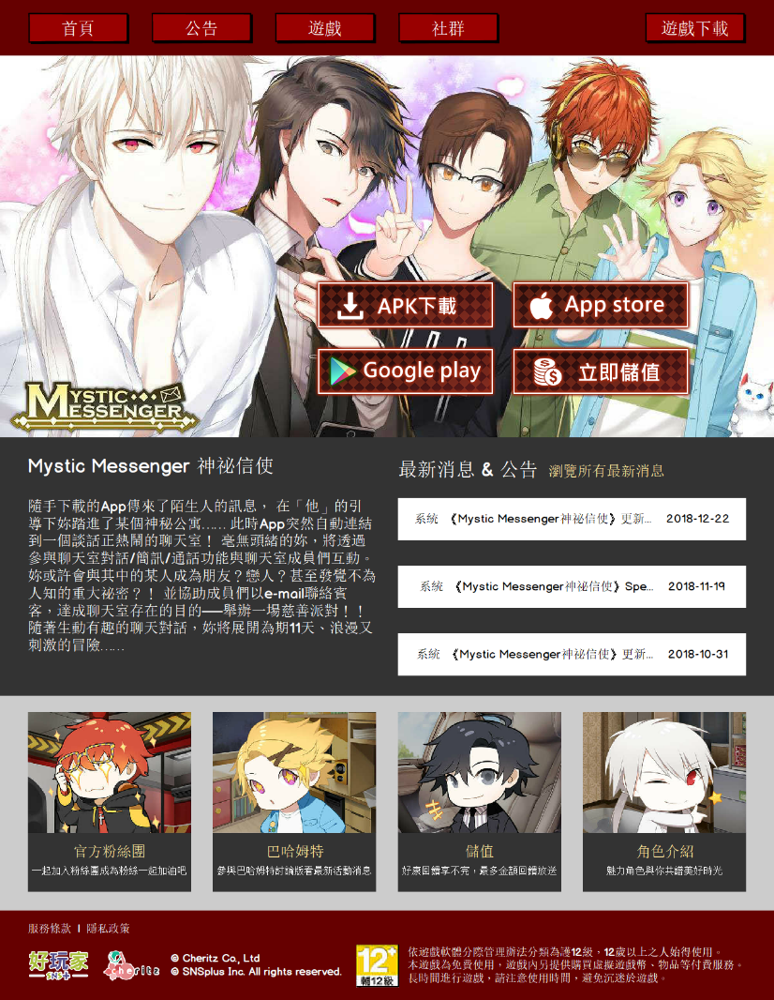 首頁
公告
遊戲
社群
遊戲下載
APK下載
App store
Google play
立即儲值
MYSTIC
MESSENGER
Mystic Messenger 神祕信使
隨手下載的App傳來了陌生人的訊息， 在「他」的引
導下妳踏進了某個神秘公寓…… 此時App突然自動連結
到一個談話正熱鬧的聊天室！ 毫無頭緒的妳，將透過
參與聊天室對話/簡訊/通話功能與聊天室成員們互動。
妳或許會與其中的某人成為朋友？戀人？甚至發覺不為
人知的重大祕密？！ 並協助成員們以e-mail聯絡賓
客，達成聊天室存在的目的──舉辦一場慈善派對！！
隨著生動有趣的聊天對話，妳將展開為期11天、浪漫又
刺激的冒險……
最新消息 & 公告 瀏覽所有最新消息
系統 《Mystic Messenger神祕信使》更新... 2018-12-22
系統 《Mystic Messenger神祕信使》Spe... 2018-11-19
系統 《Mystic Messenger神祕信使》更新... 2018-10-31
官方粉絲團
一起加入粉絲團成為粉絲一起加油吧
巴哈姆特
參與巴哈姆特討論版看最新活動消息
儲值
好康回饋享不完，最多金額回饋放送
角色介紹
魅力角色與你共譜美好時光
服務條款 | 隱私政策
好玩家
SNS+
cheritz
© Cheritz Co., Ltd
© SNSplus Inc. All rights reserved.
12+
輔12級
依遊戲軟體分際管理辦法分類為護12級、12歲以上之人始得使用。
本遊戲為免費使用，遊戲內另提供購買虛擬遊戲幣、物品等付費服務。
長時間進行遊戲，請注意使用時間，避免沉迷於遊戲。